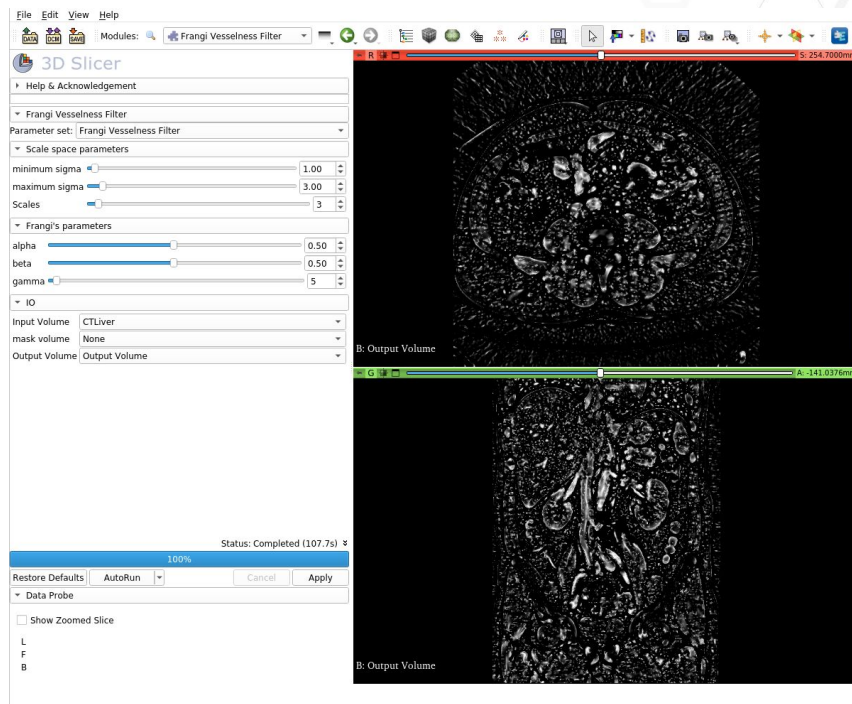 File Edit View Help
DATA DCM SAVE Modules: Frangi Vesselness Filter
R S: 254.7000mm
3D Slicer
Help & Acknowledgement
Frangi Vesselness Filter
Parameter set: Frangi Vesselness Filter
Scale space parameters
minimum sigma 1.00
maximum sigma 3.00
Scales 3
Frangi's parameters
alpha 0.50
beta 0.50
gamma 5
IO
Input Volume CTLiver
mask volume None
Output Volume Output Volume
B: Output Volume
G A: -141.0376mm
Status: Completed (107.7s)
100%
Restore Defaults AutoRun Cancel Apply
Data Probe
Show Zoomed Slice
L
F
B
B: Output Volume